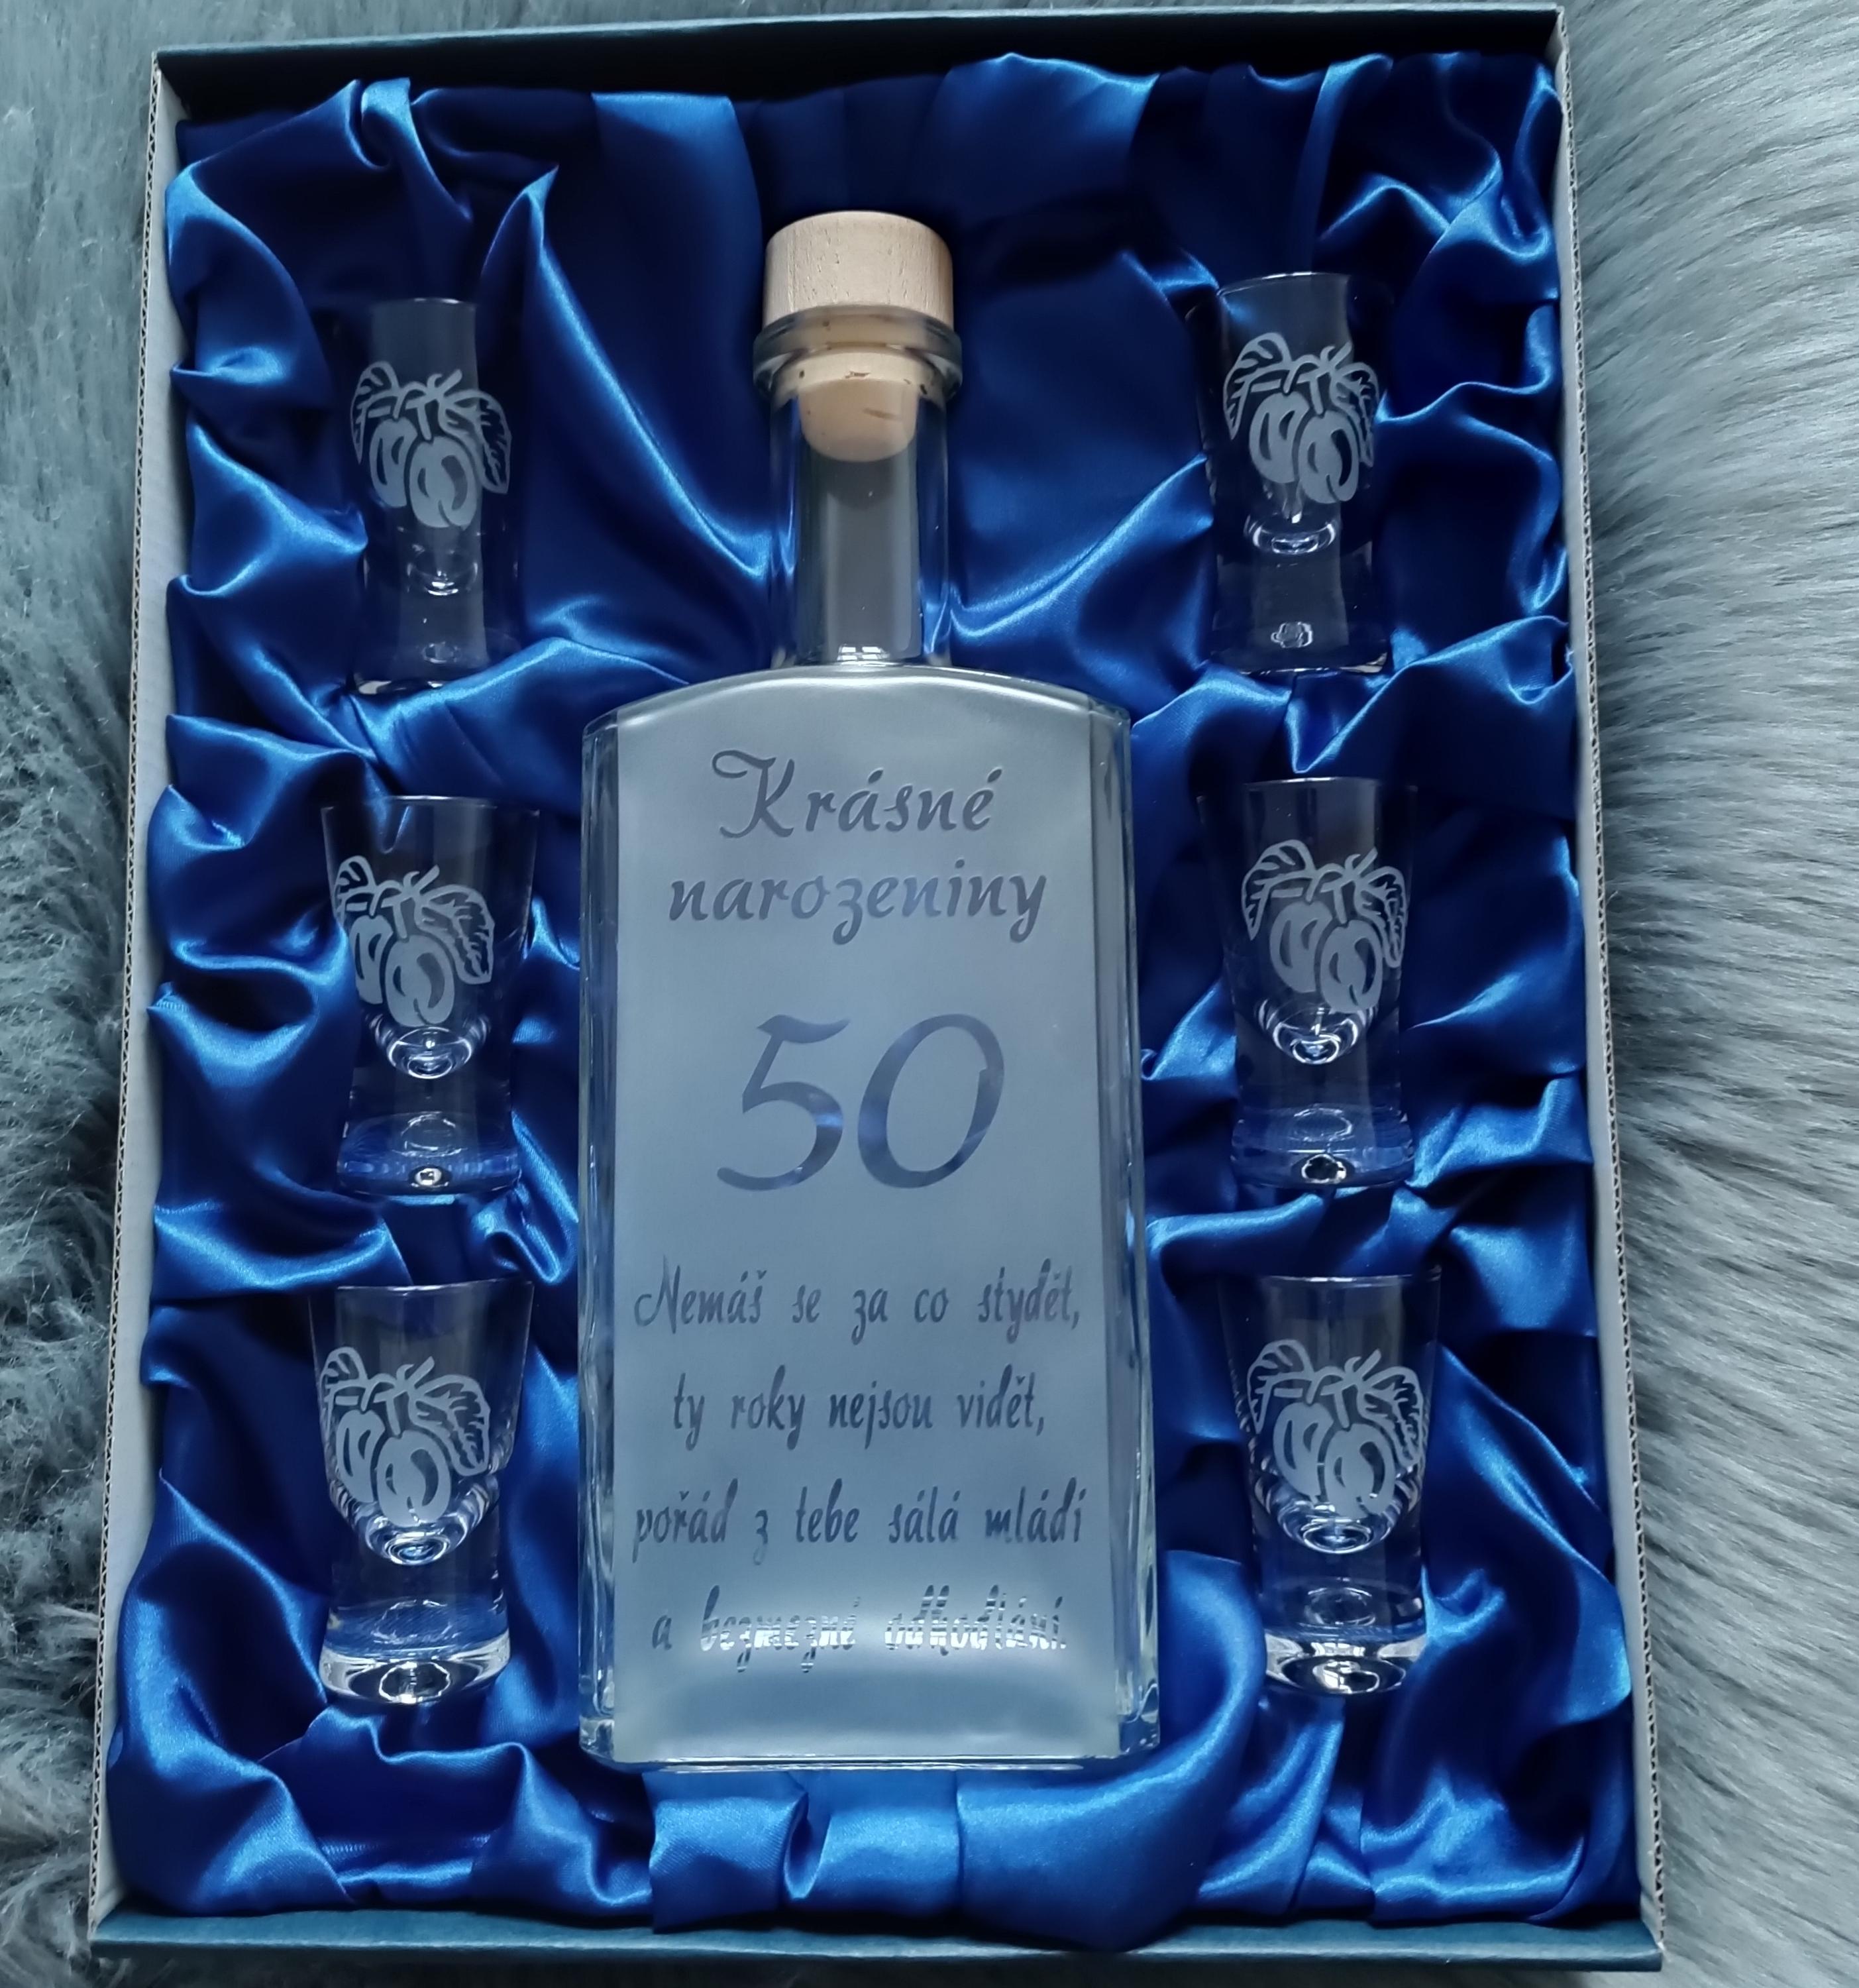 Krásné
narozeniny
50
Nemáš se za co stydět,
ty roky nejsou vidět,
pořád z tebe sálá mládí
a bezmezné odhodlání.